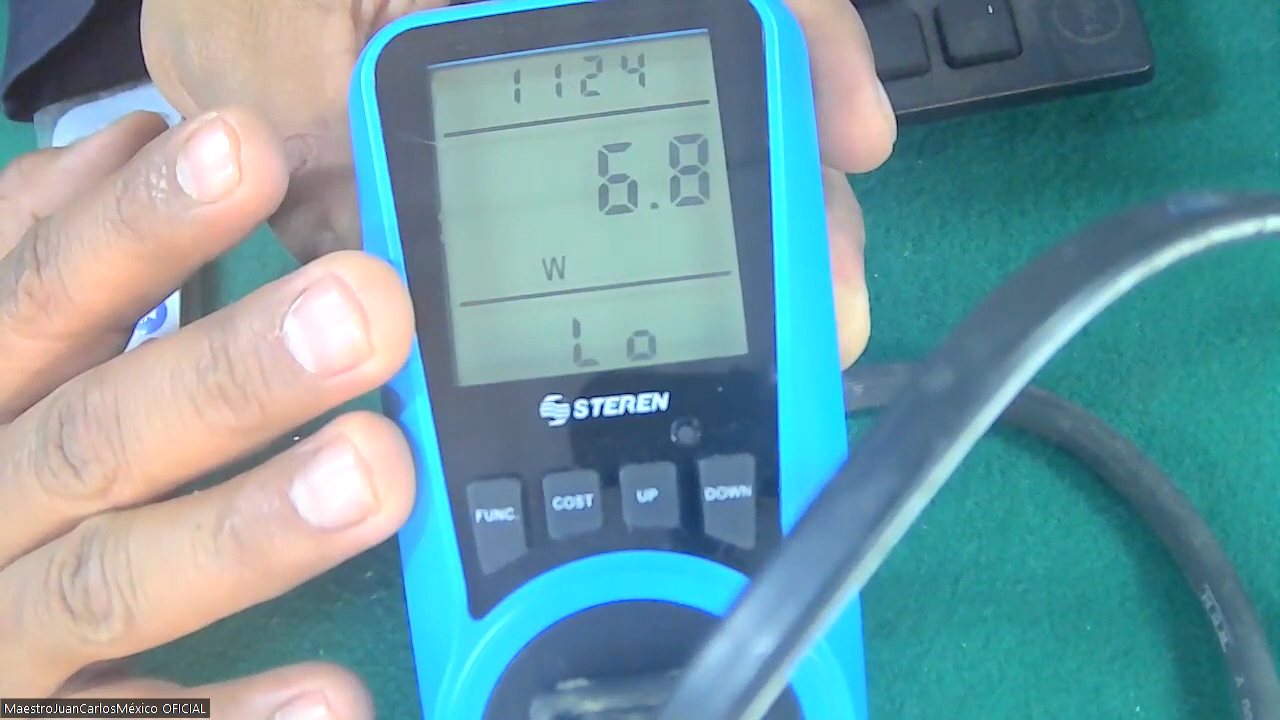 1124
6.8
W
Lo
STEREN
FUNC. COST UP DOWN
MaestroJuanCarlosMéxico OFICIAL